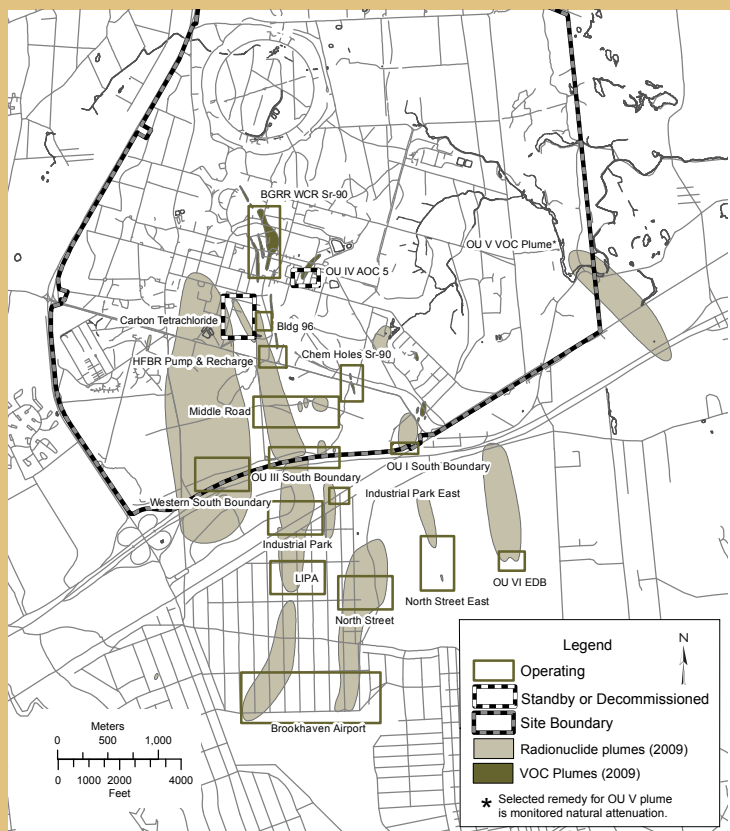 BGRR WCR Sr-90
OU V VOC Plume*
OU IV AOC 5
Carbon Tetrachloride
Bldg 96
HFBR Pump & Recharge
Chem Holes Sr-90
Middle Road
OU I South Boundary
OU III South Boundary
Western South Boundary
Industrial Park East
Industrial Park
LIPA
OU VI EDB
North Street East
North Street
Brookhaven Airport
Meters
0 500 1,000
0 1000 2000 4000
Feet
Legend
N
Operating
Standby or Decommissioned
Site Boundary
Radionuclide plumes (2009)
VOC Plumes (2009)
* Selected remedy for OU V plume
is monitored natural attenuation.